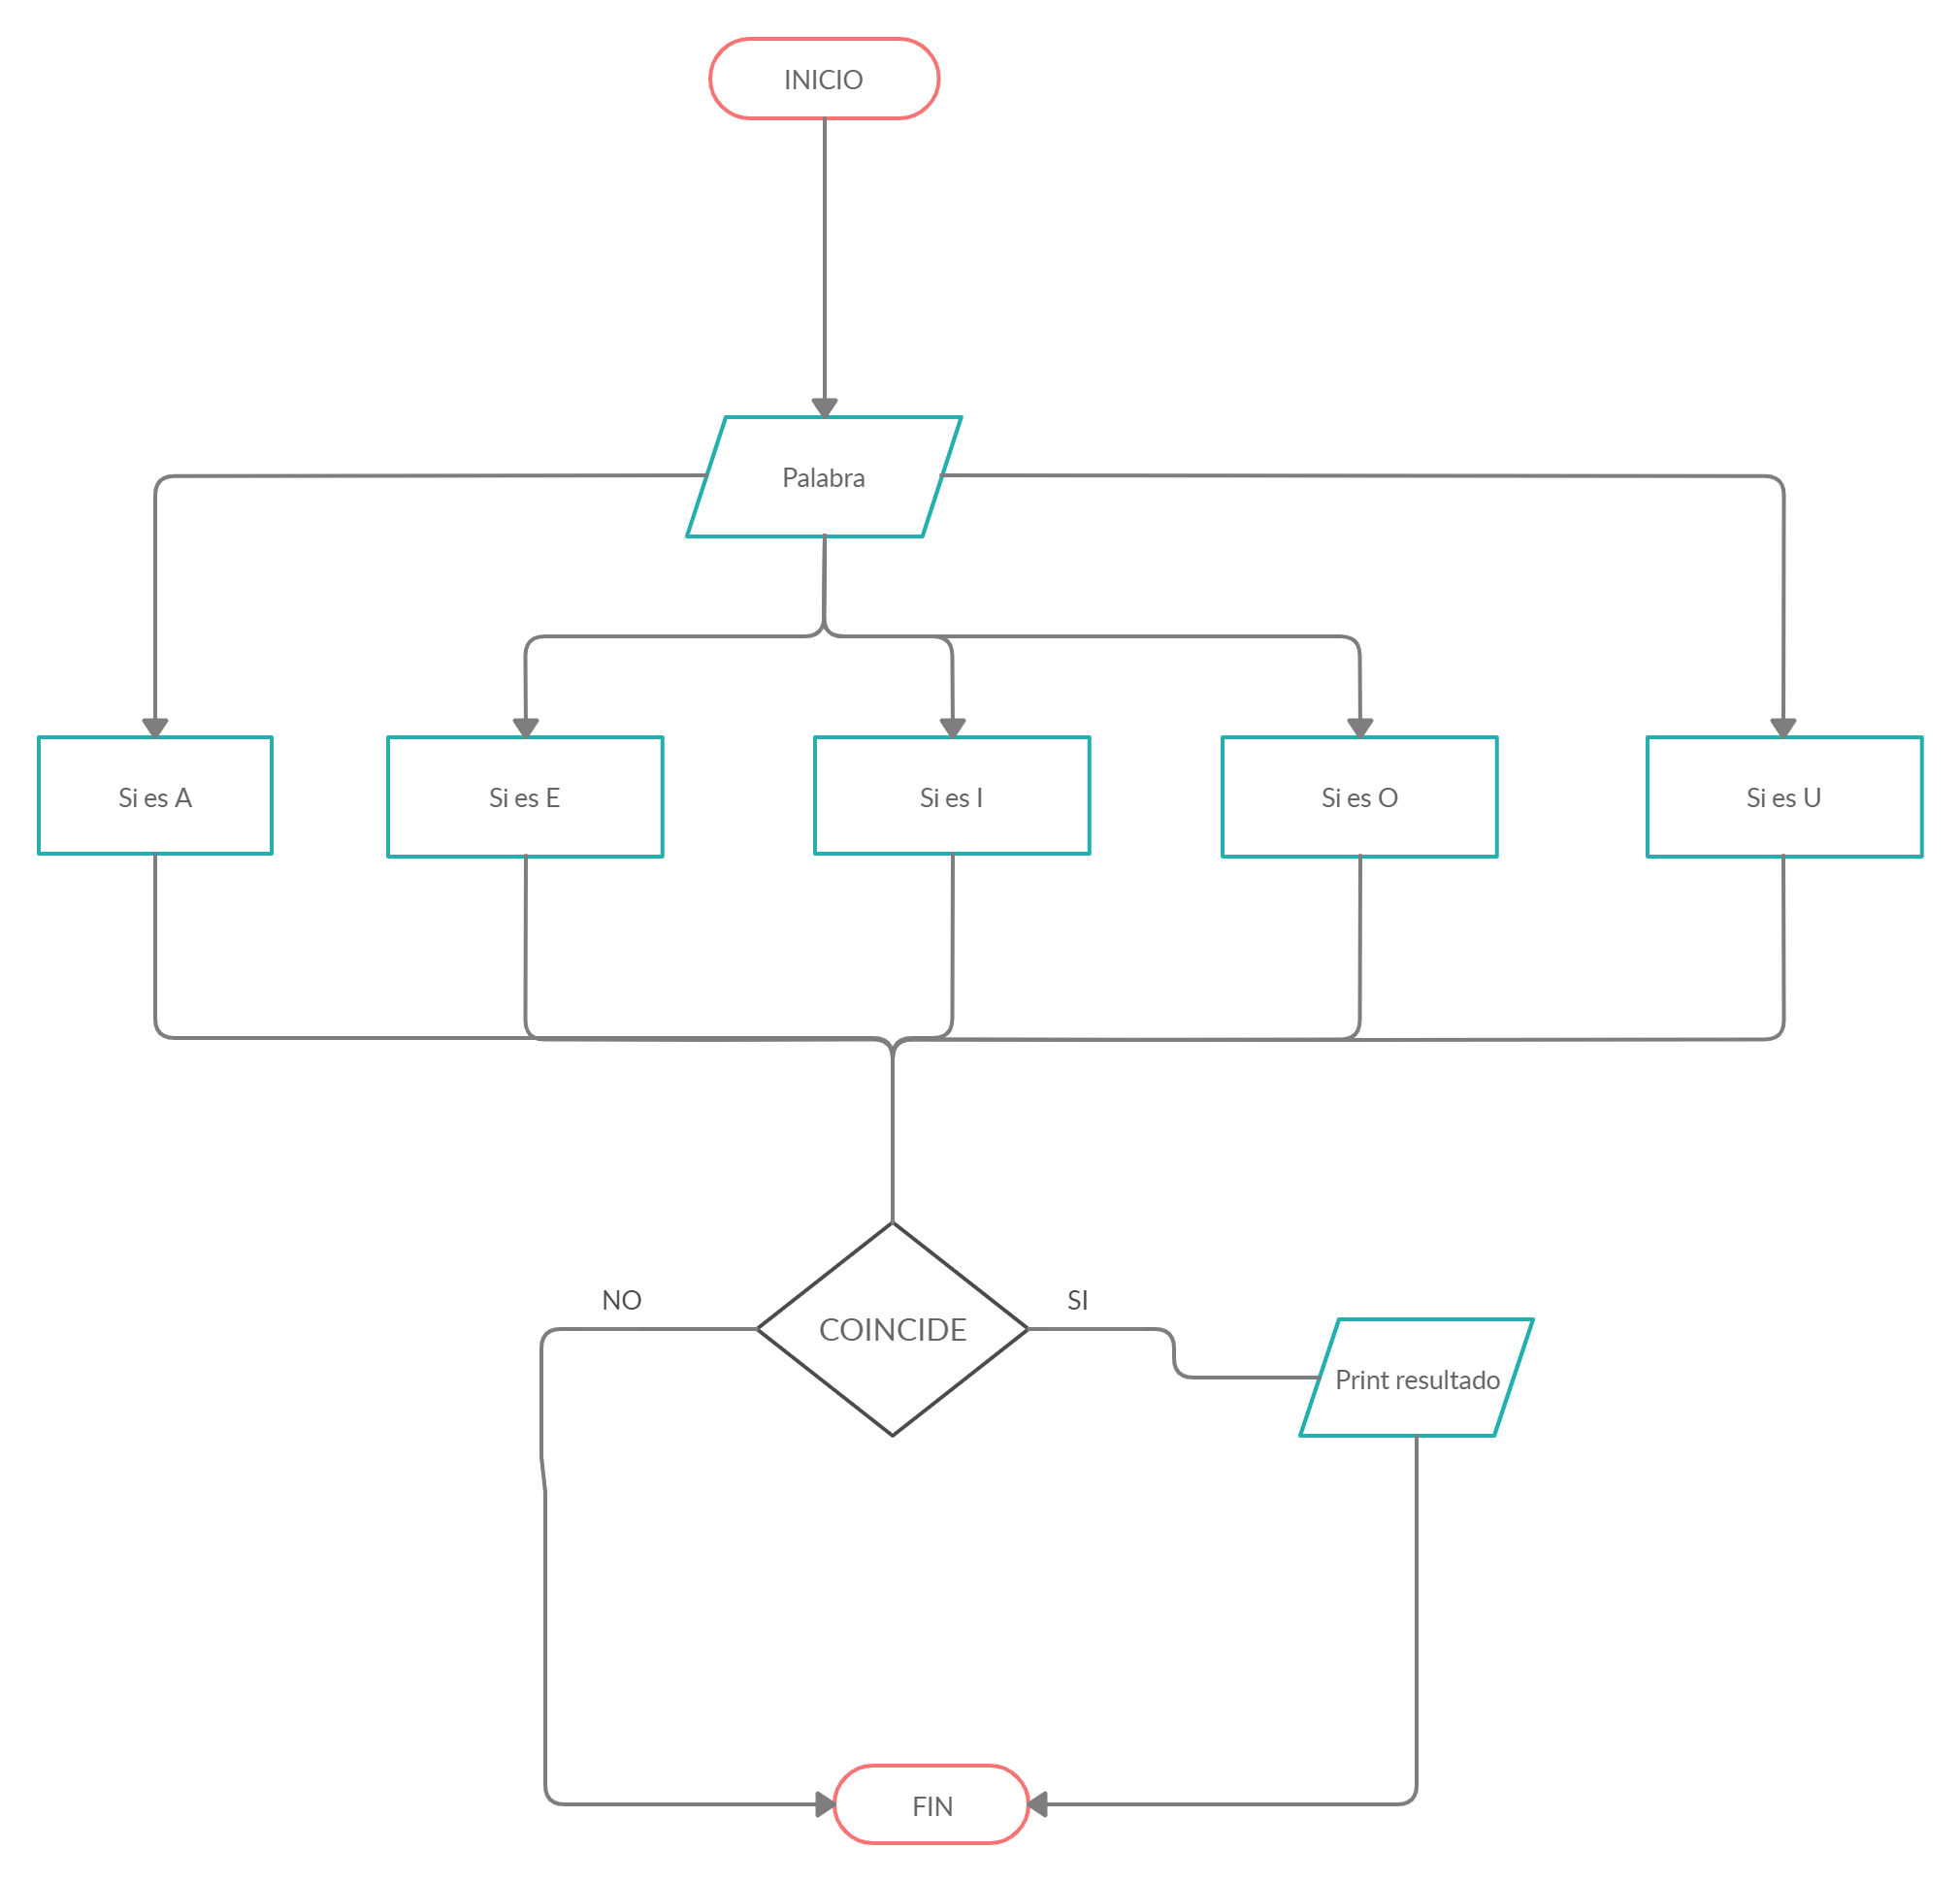 INICIO
Palabra
Si es A
Si es E
Si es I
Si es O
Si es U
NO
SI
COINCIDE
Print resultado
FIN